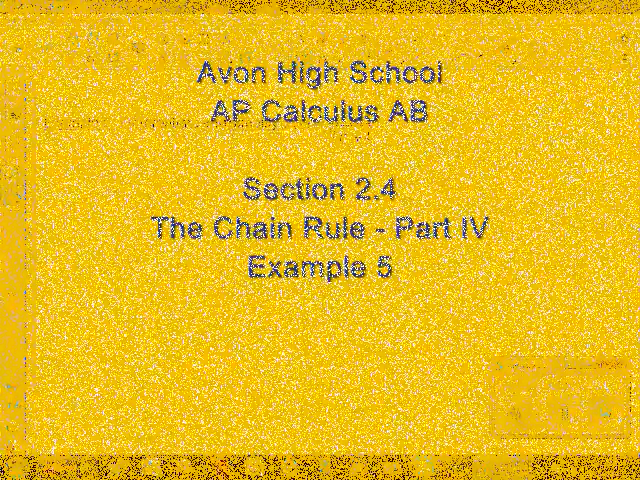 Avon High School
AP Calculus AB
Section 2.4
The Chain Rule - Part IV
Example 5